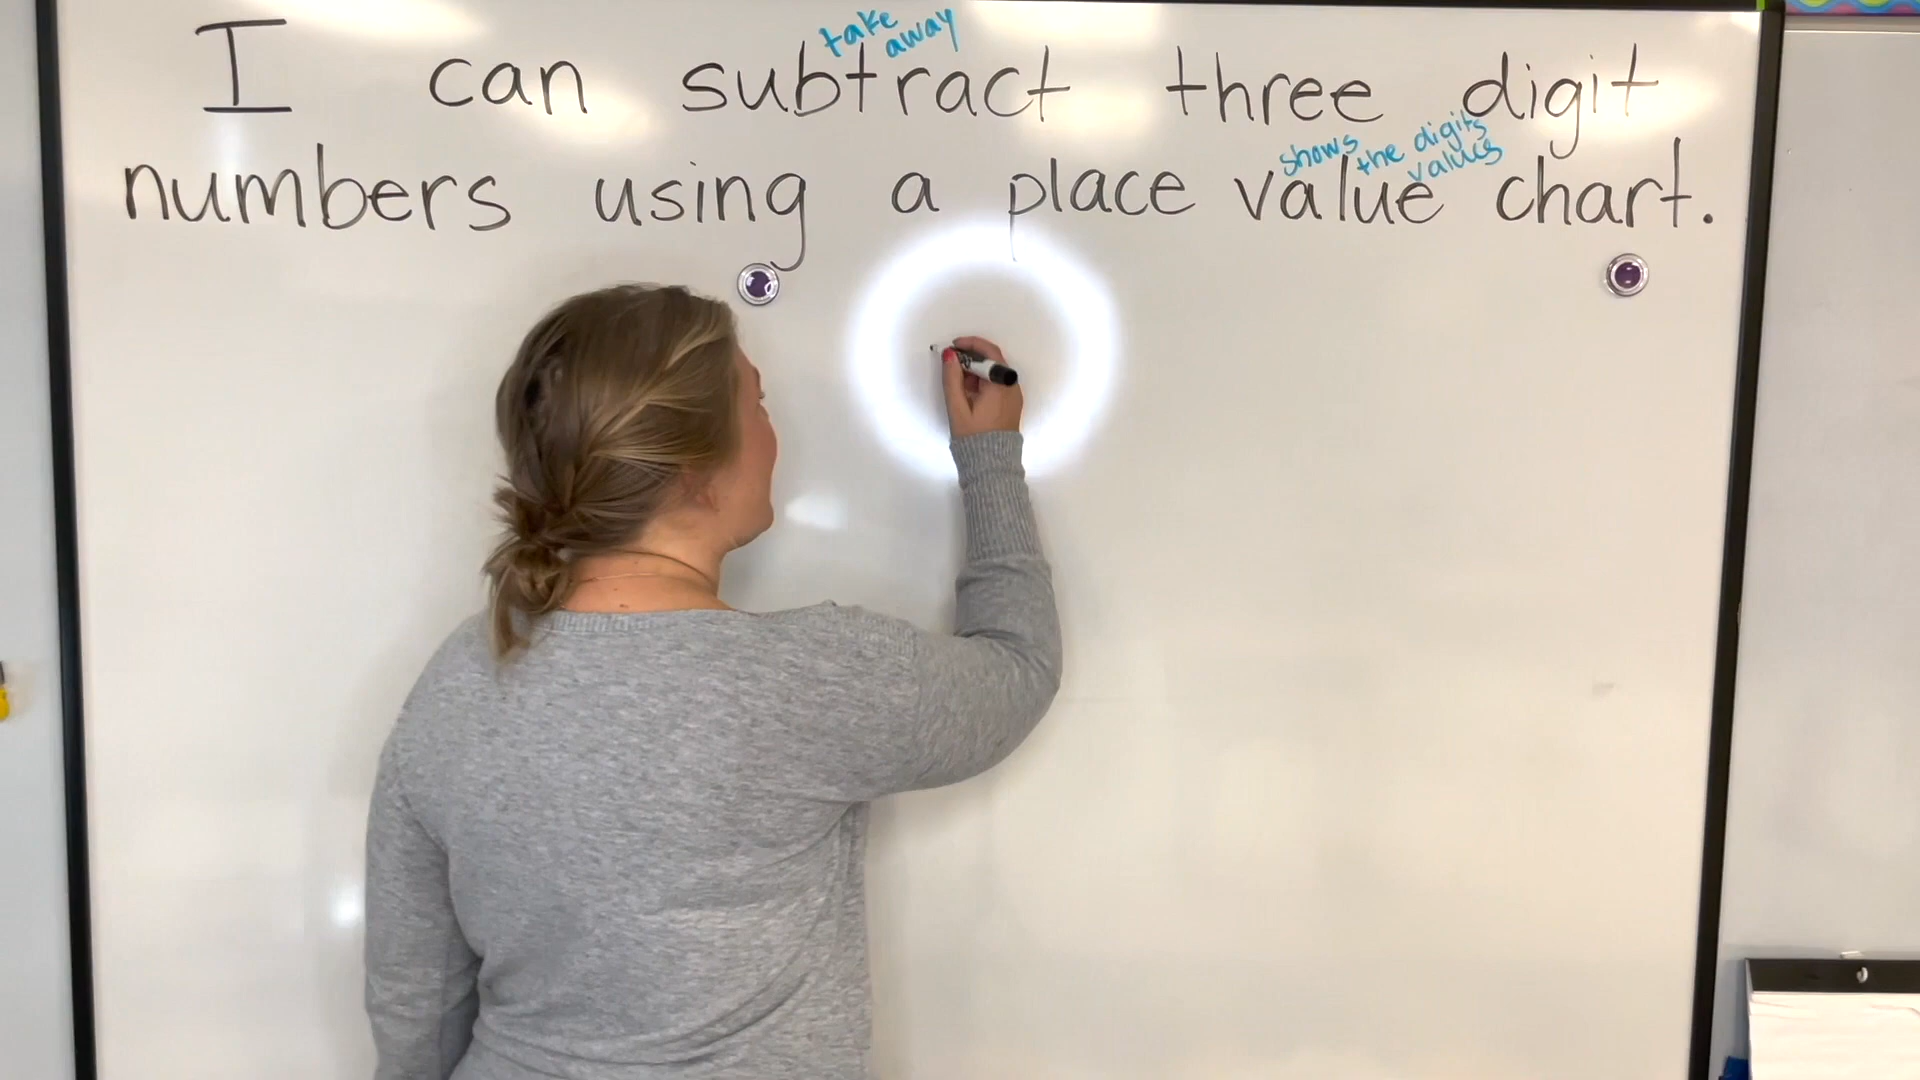 take away
I can subtract three digit
shows the digits values
numbers using a place value chart.